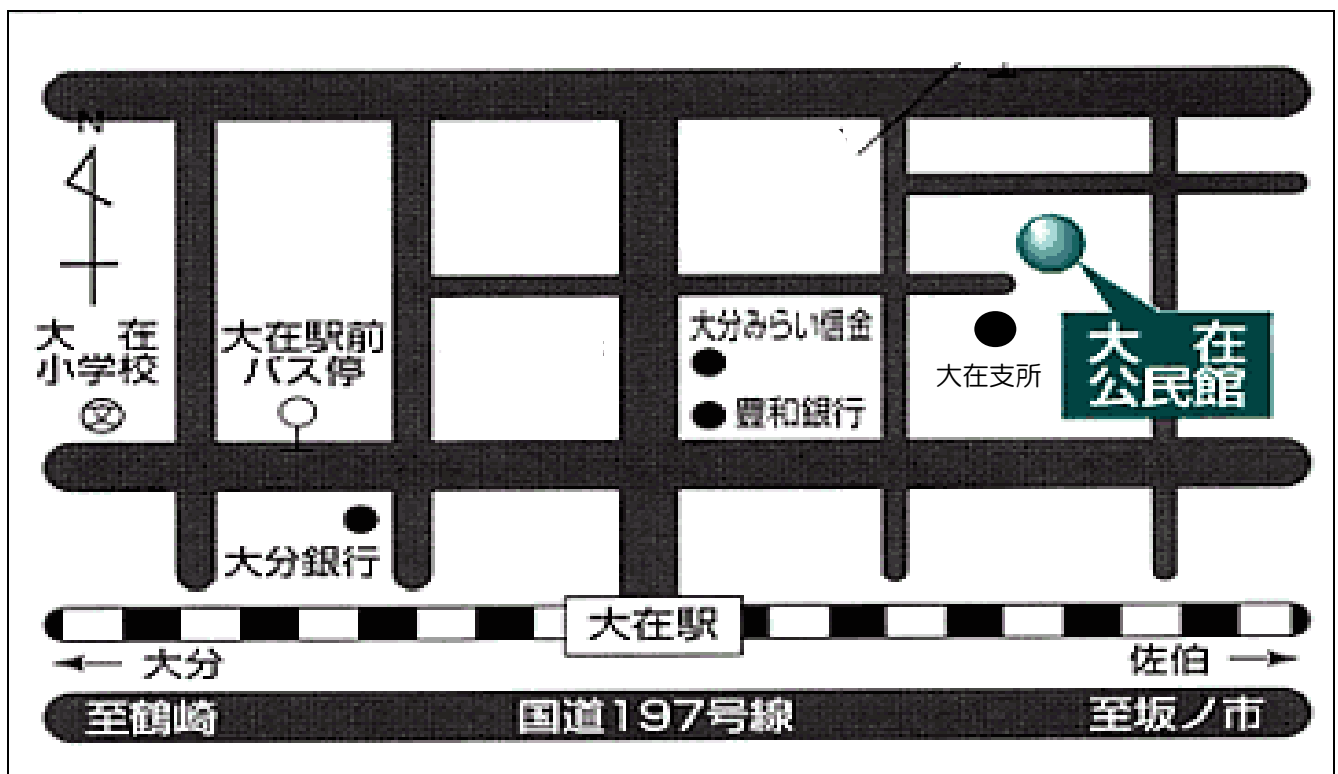 N
大　在
小学校
文
大在駅前
バス停
大分みらい信金
豊和銀行
大在支所
大　在
公民館
大分銀行
大在駅
大分
佐伯
至鶴崎
国道197号線
至坂ノ市